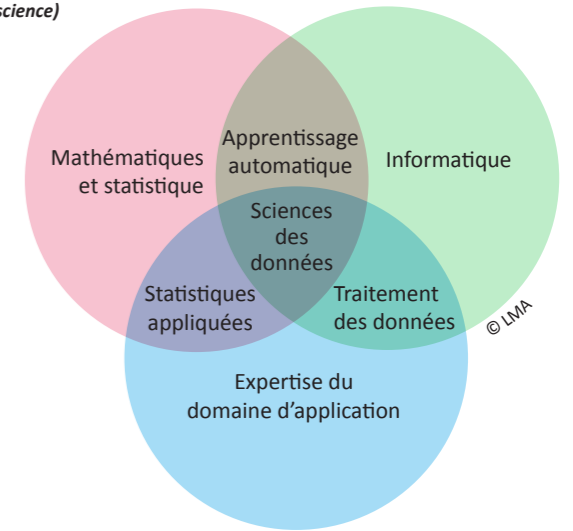 science)
Apprentissage
automatique
Mathématiques
et statistique
Informatique
Sciences
des
données
Statistiques
appliquées
Traitement
des données
© LMA
Expertise du
domaine d'application